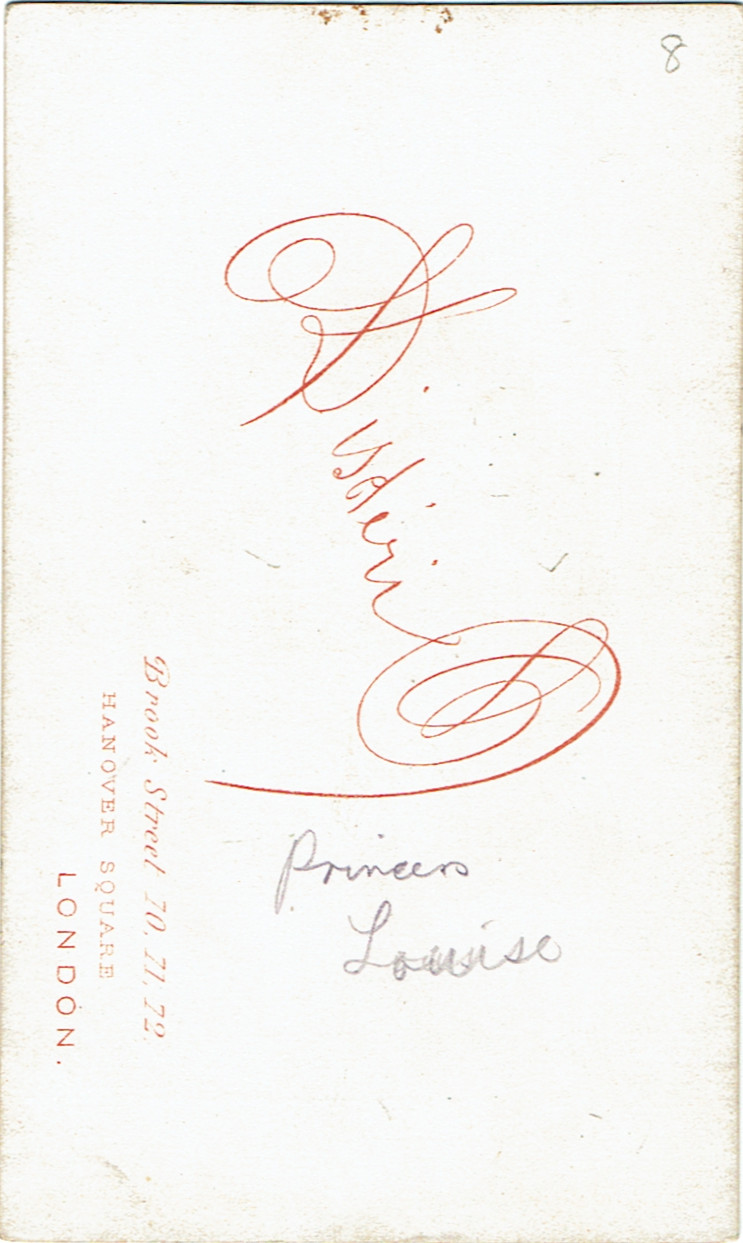 8
Disdéri
Brook Street 70. 71. 72.
HANOVER SQUARE
LONDON.
Princess
Louise